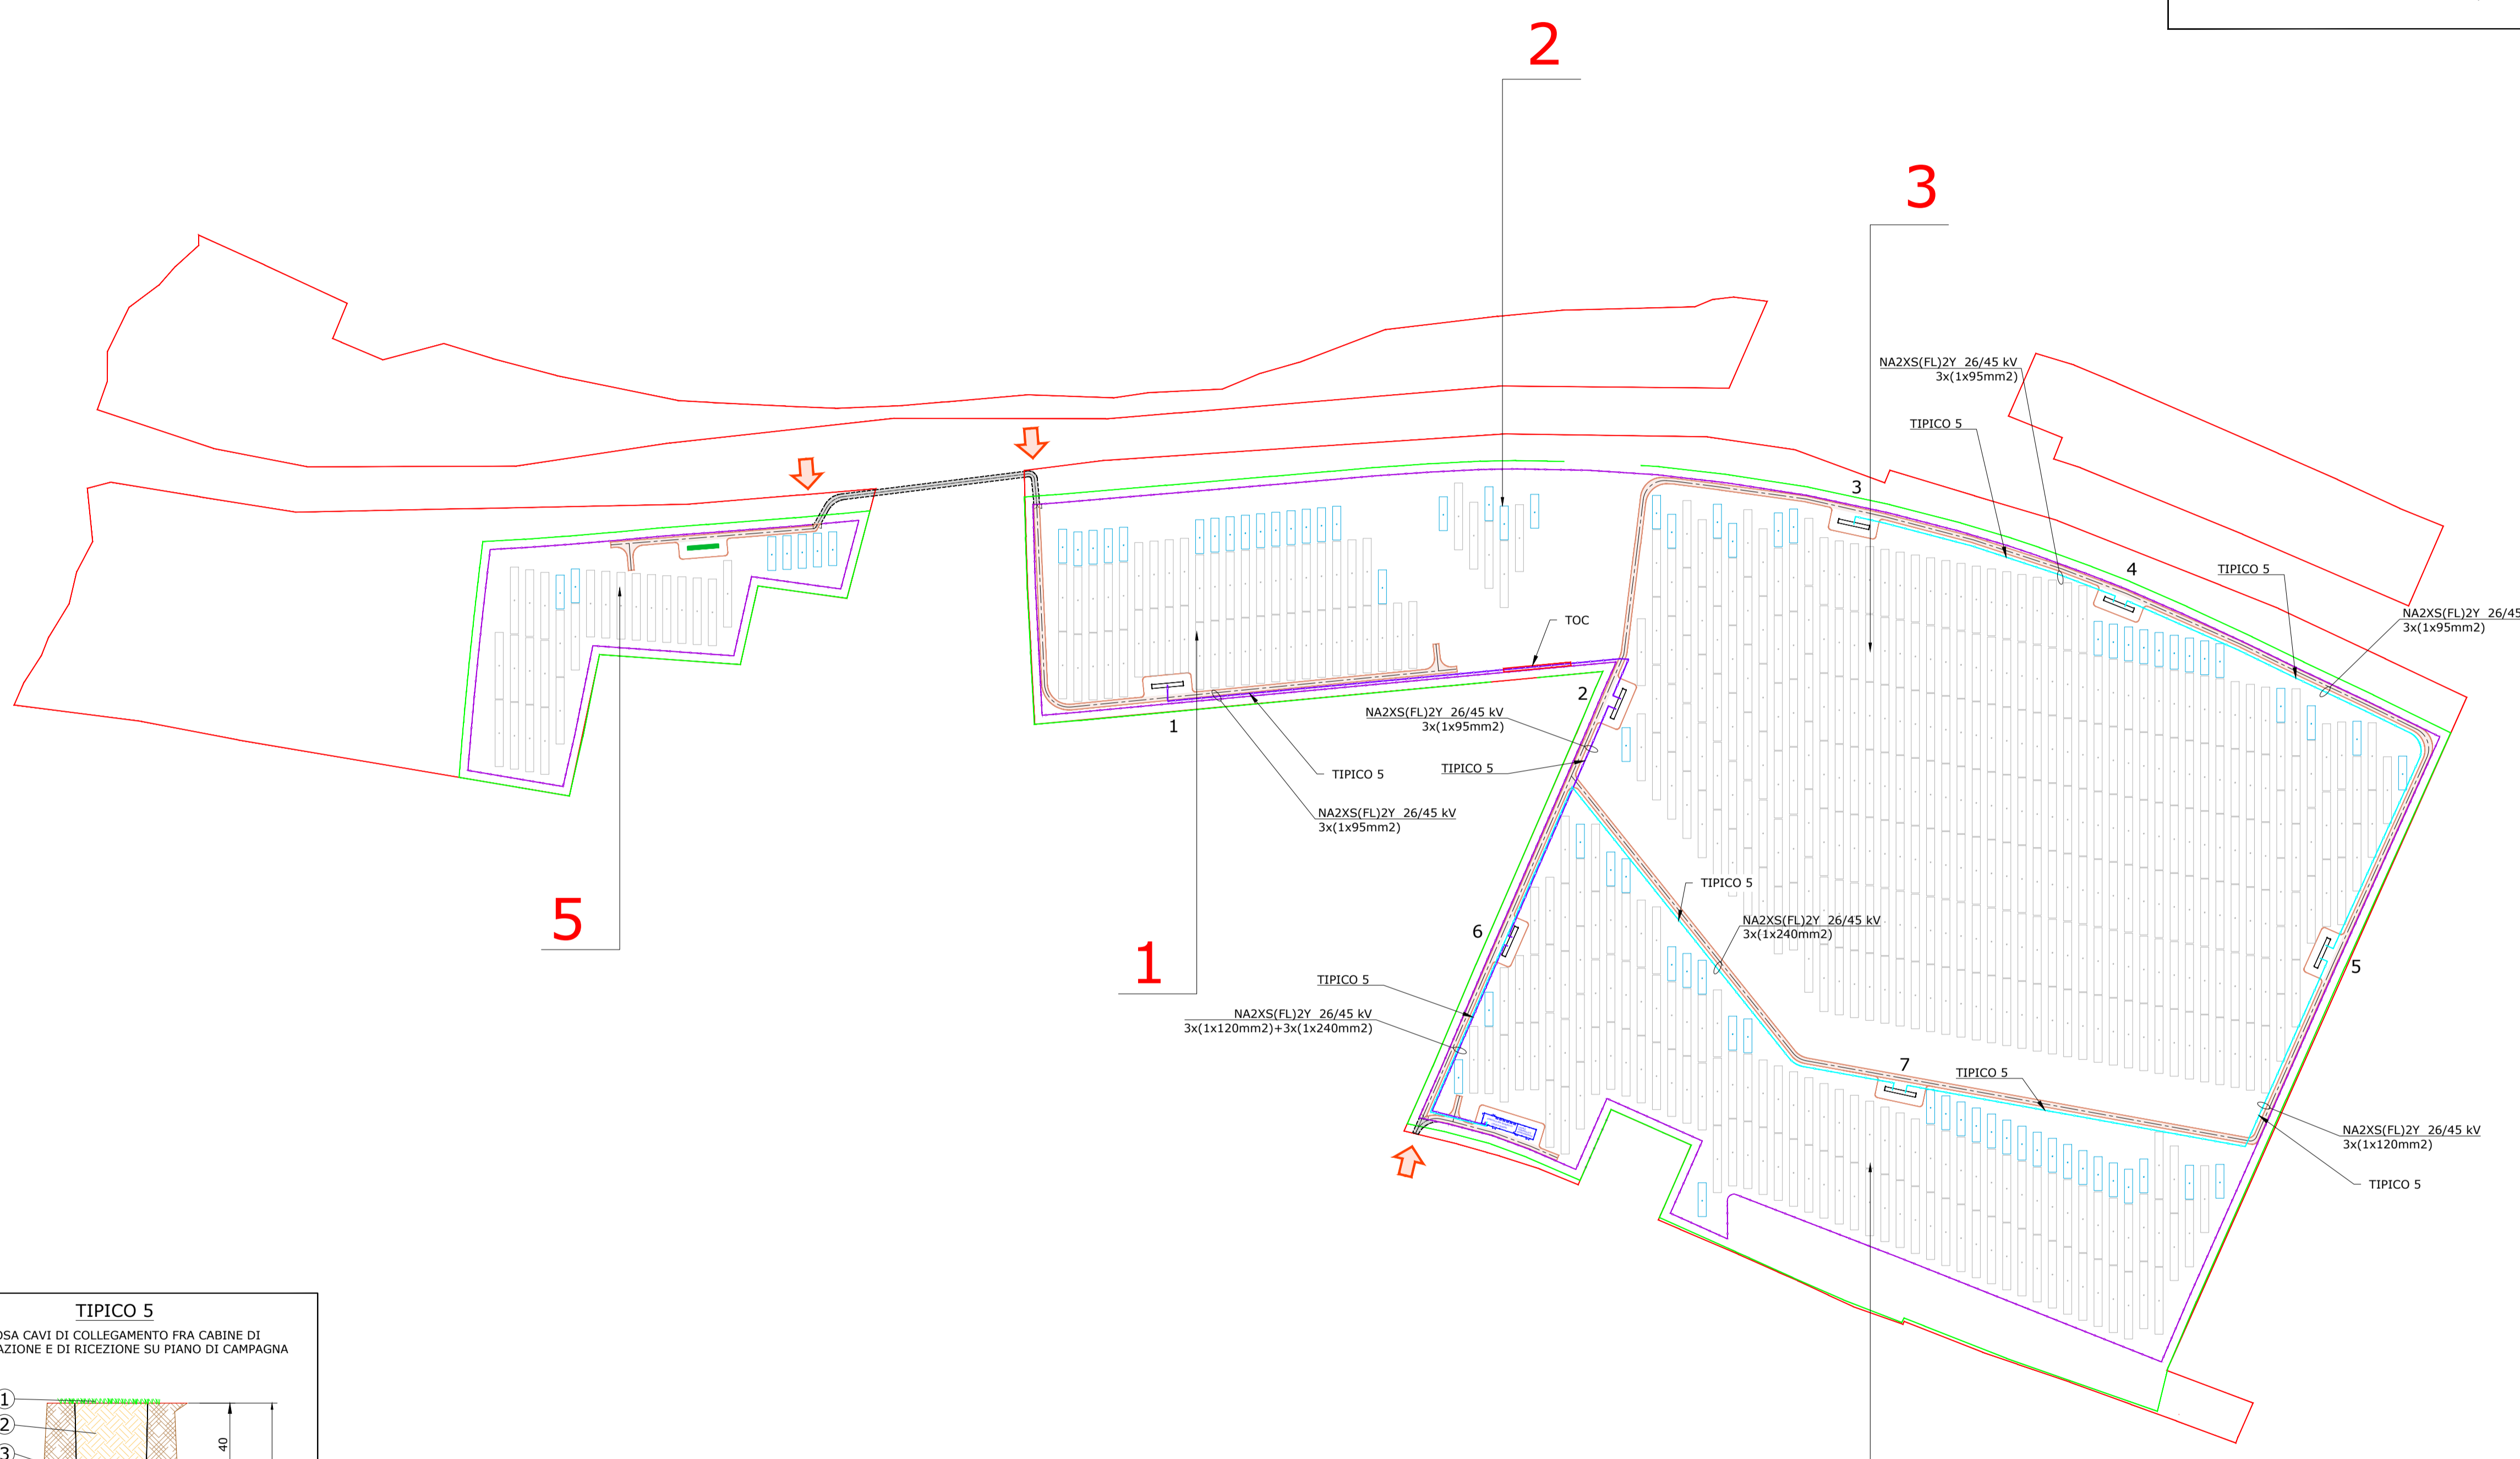 2
3
NA2XS(FL)2Y 26/45 kV
3x(1x95mm2)
TIPICO 5
3
4
TIPICO 5
NA2XS(FL)2Y 26/45
3x(1x95mm2)
TOC
2
1
NA2XS(FL)2Y 26/45 kV
3x(1x95mm2)
TIPICO 5
TIPICO 5
NA2XS(FL)2Y 26/45 kV
3x(1x95mm2)
TIPICO 5
5
1
NA2XS(FL)2Y 26/45 kV
3x(1x240mm2)
6
5
TIPICO 5
NA2XS(FL)2Y 26/45 kV
3x(1x120mm2)+3x(1x240mm2)
7
TIPICO 5
NA2XS(FL)2Y 26/45 kV
3x(1x120mm2)
TIPICO 5
TIPICO 5
CAVI DI COLLEGAMENTO FRA CABINE DI
E DI RICEZIONE SU PIANO DI CAMPAGNA
1
2
3
40